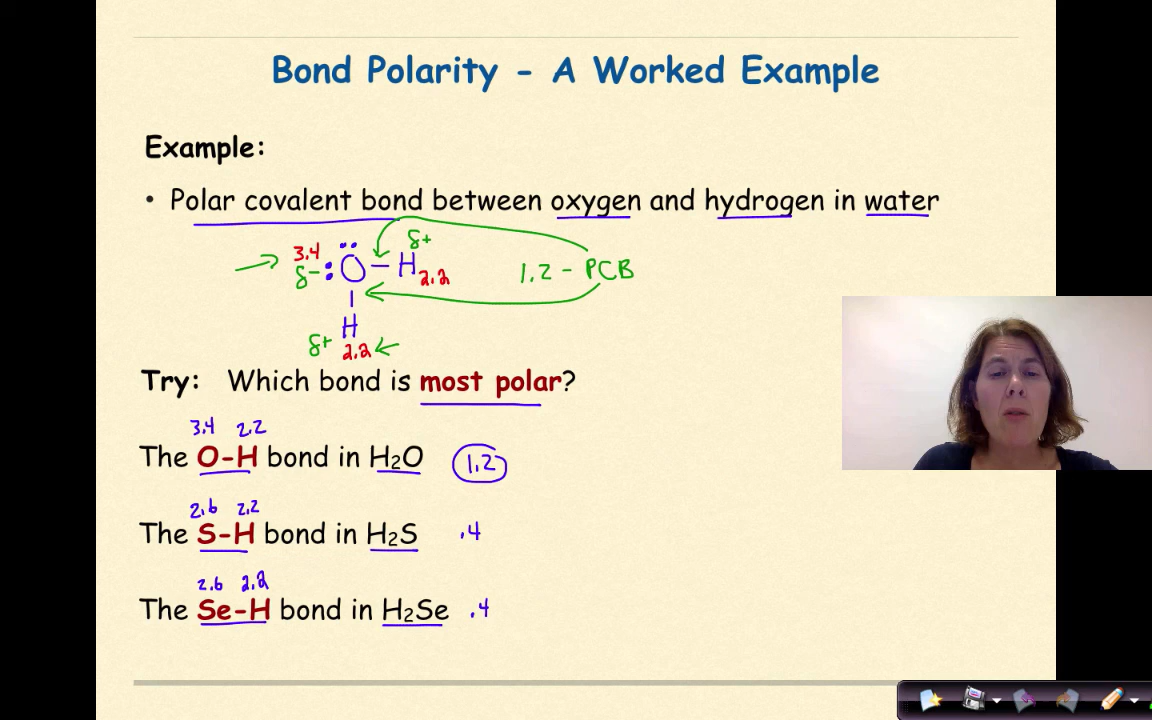 Bond Polarity - A Worked Example
Example:
• Polar covalent bond between oxygen and hydrogen in water
δ+
3.4
δ- :Ö - H 2.2 1.2 - PCB
H
δ+ 2.2
Try: Which bond is most polar?
3.4 2.2
The O-H bond in H₂O 1.2
2.6 2.2
The S-H bond in H₂S .4
2.6 2.2
The Se-H bond in H₂Se .4